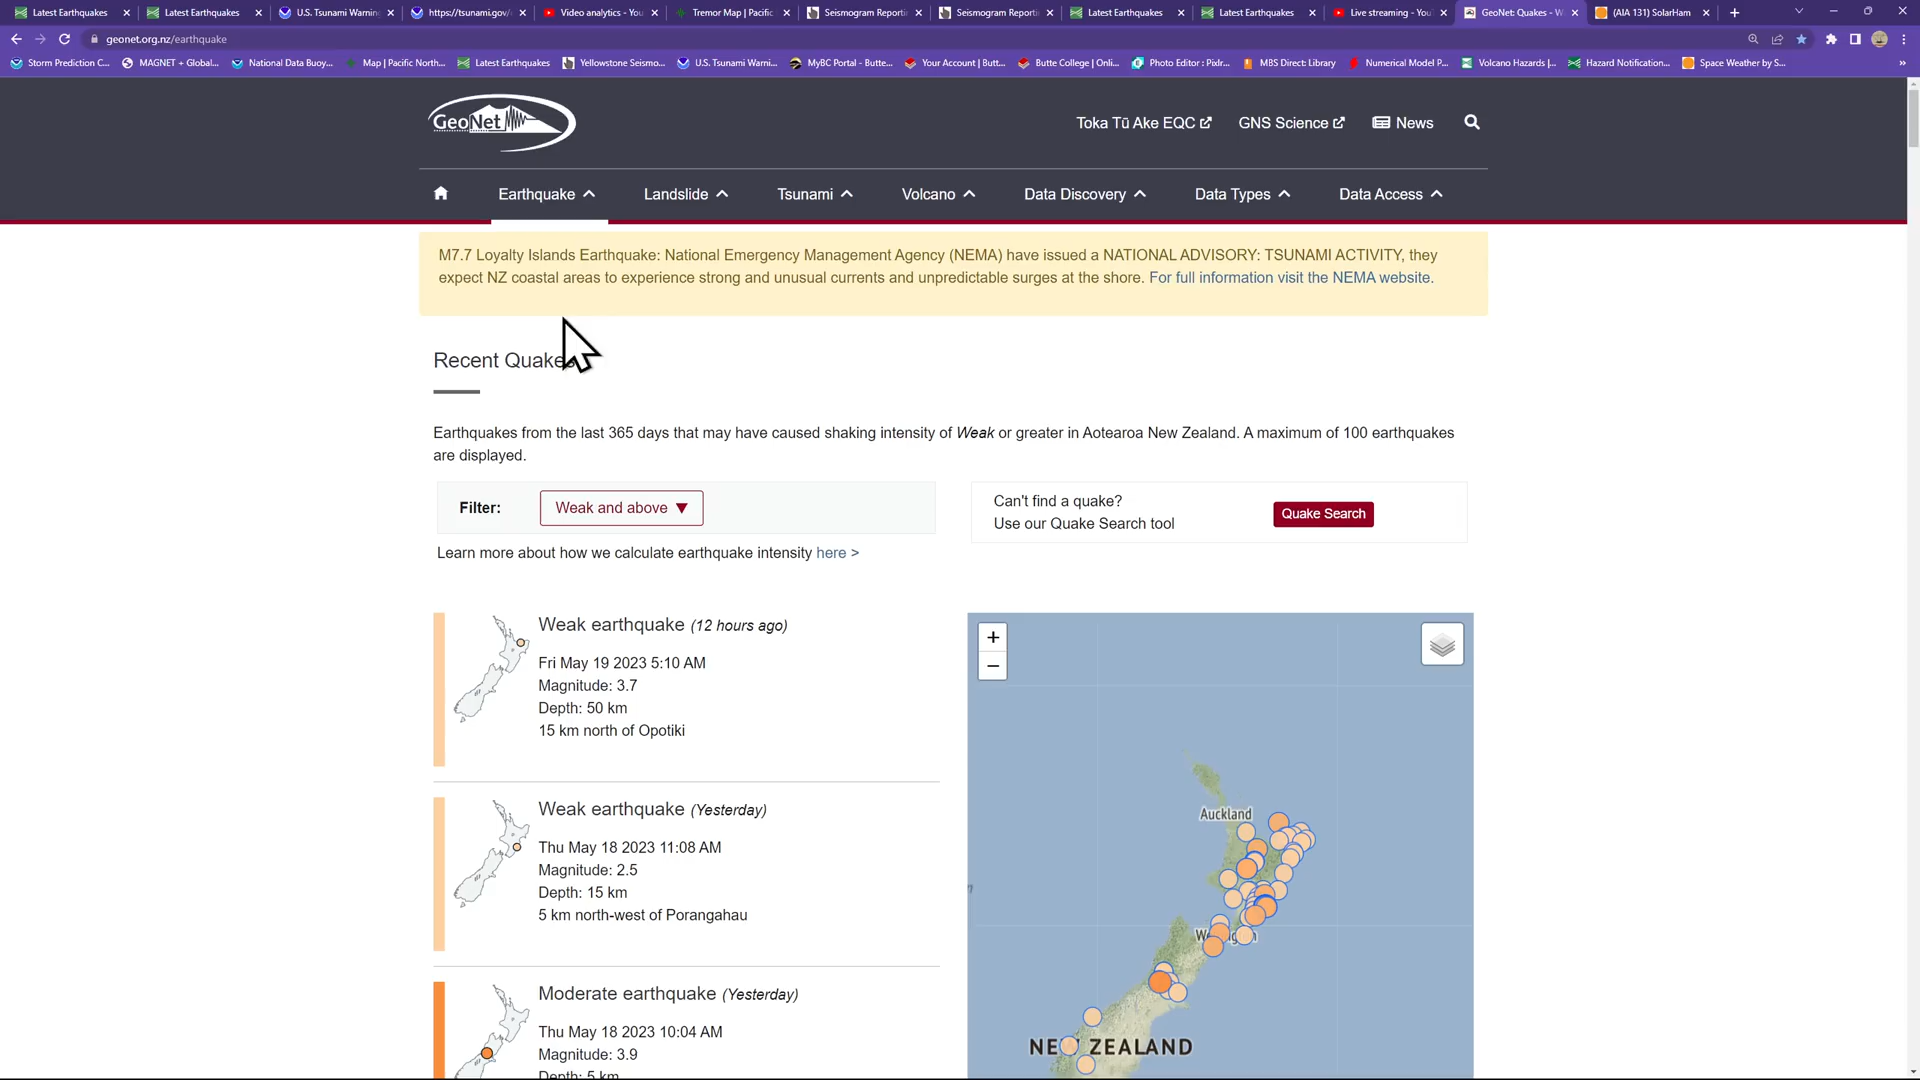 Latest Earthquakes
Latest Earthquakes
U.S. Tsunami Warnin
https://tsunami.gov/
Video analytics - You
Tremor Map | Pacific
Seismogram Reporti
Seismogram Reporti
Latest Earthquakes
Latest Earthquakes
Live streaming - You
GeoNet: Quakes - W
(AIA 131) SolarHam
geonet.org.nz/earthquake
Storm Prediction C...
MAGNET + Global...
National Data Buoy...
Map | Pacific North...
Latest Earthquakes
Yellowstone Seismo...
U.S. Tsunami Warni...
MyBC Portal - Butte...
Your Account | Butt...
Butte College | Onli...
Photo Editor : Pixlr...
MBS Direct: Library
Numerical Model P...
Volcano Hazards |...
Hazard Notification...
Space Weather by S...
GeoNet
Toka Tū Ake EQC
GNS Science
News
Earthquake
Landslide
Tsunami
Volcano
Data Discovery
Data Types
Data Access
M7.7 Loyalty Islands Earthquake: National Emergency Management Agency (NEMA) have issued a NATIONAL ADVISORY: TSUNAMI ACTIVITY, they
expect NZ coastal areas to experience strong and unusual currents and unpredictable surges at the shore. For full information visit the NEMA website.
Recent Quakes
Earthquakes from the last 365 days that may have caused shaking intensity of Weak or greater in Aotearoa New Zealand. A maximum of 100 earthquakes
are displayed.
Filter:
Weak and above ▼
Can't find a quake?
Use our Quake Search tool
Quake Search
Learn more about how we calculate earthquake intensity here >
Weak earthquake (12 hours ago)
Fri May 19 2023 5:10 AM
Magnitude: 3.7
Depth: 50 km
15 km north of Opotiki
Weak earthquake (Yesterday)
Thu May 18 2023 11:08 AM
Magnitude: 2.5
Depth: 15 km
5 km north-west of Porangahau
Moderate earthquake (Yesterday)
Thu May 18 2023 10:04 AM
Magnitude: 3.9
Depth: 5 km
+
−
Auckland
NEW ZEALAND